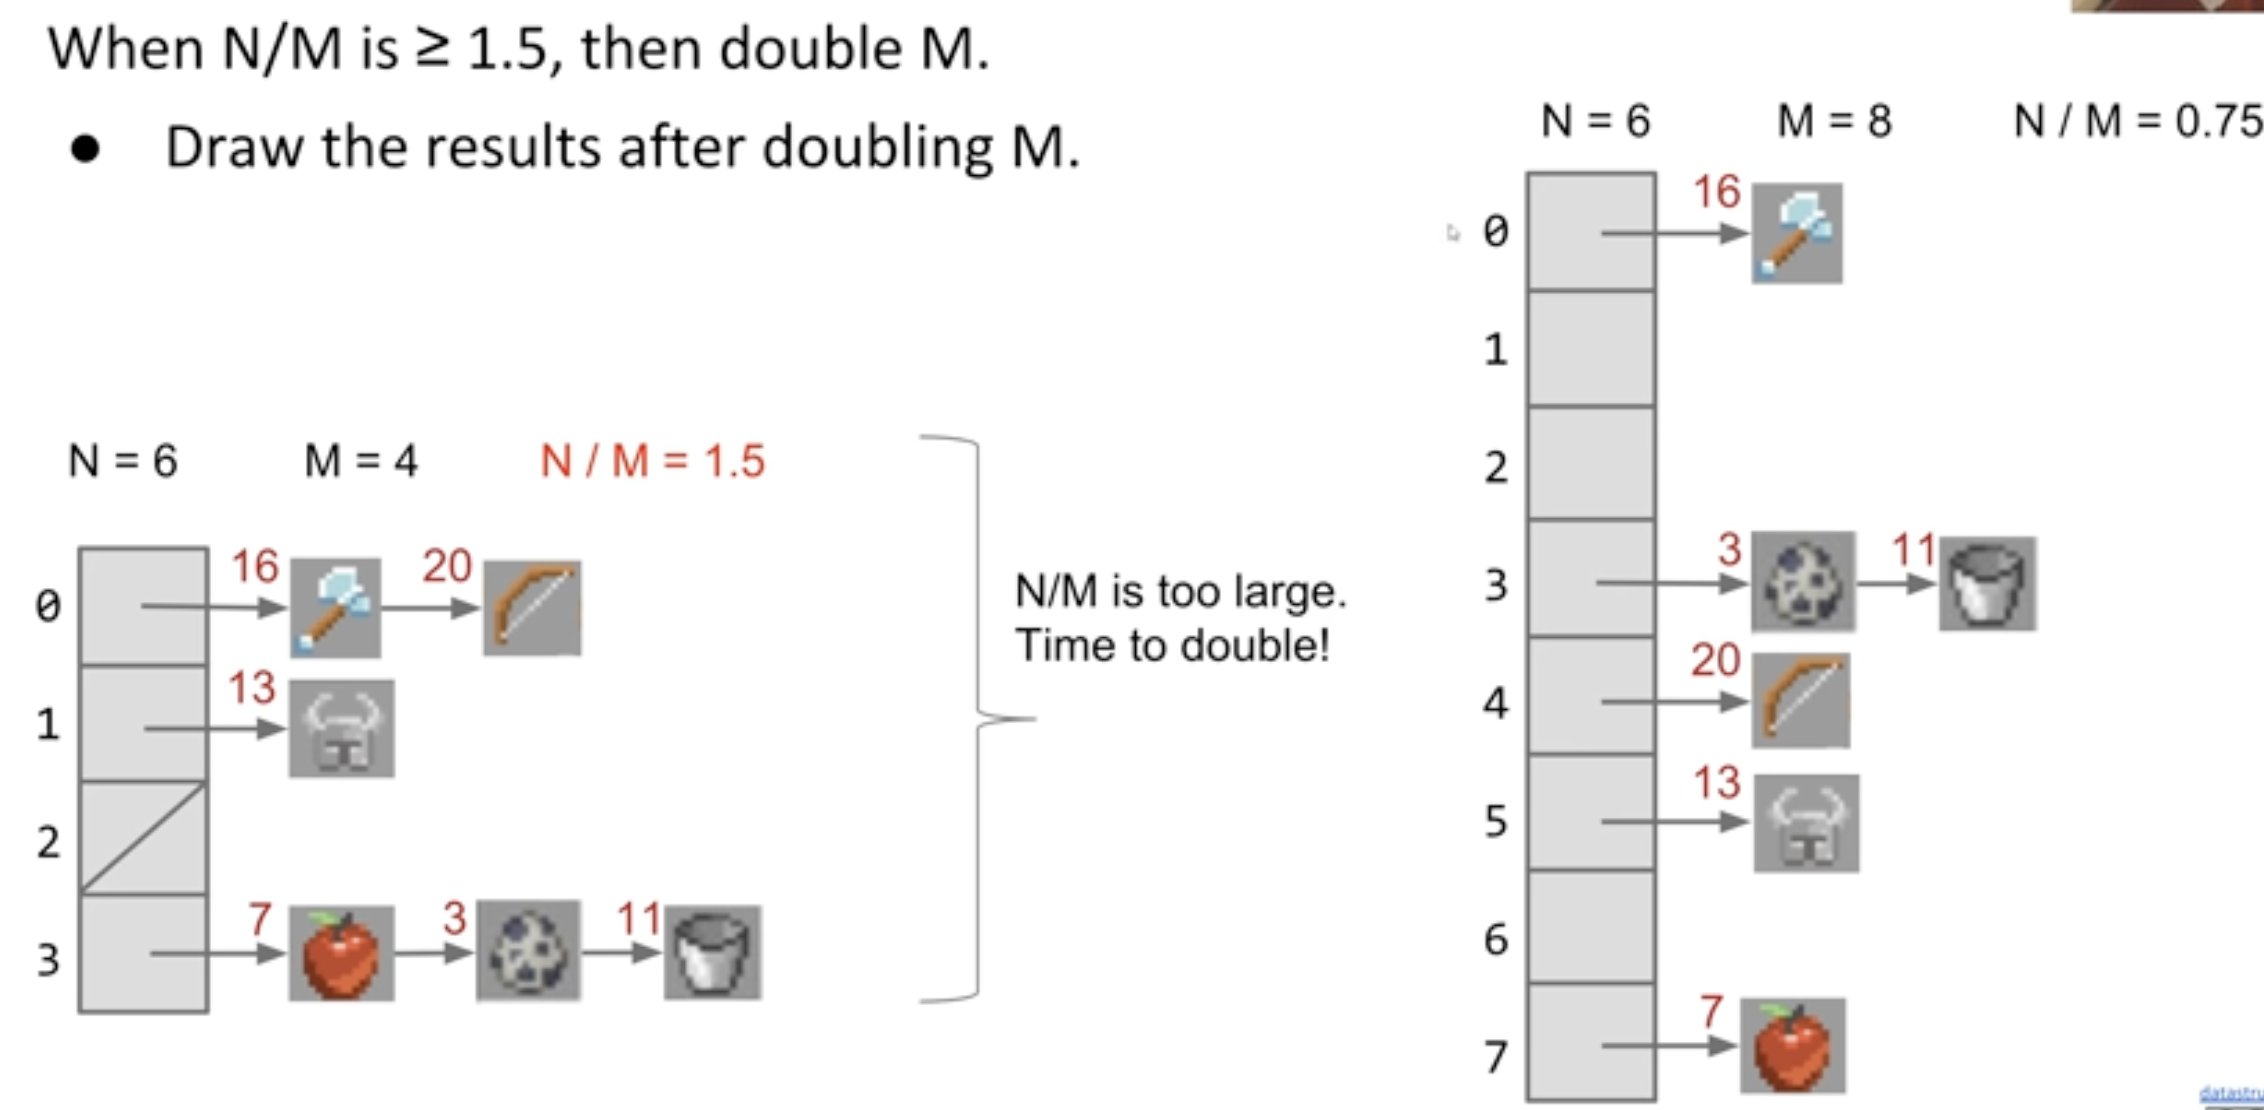 When N/M is ≥ 1.5, then double M.
● Draw the results after doubling M.
N = 6 M = 4 N / M = 1.5
0 16 20
1 13
2
3 7 3 11
N/M is too large.
Time to double!
N = 6 M = 8 N / M = 0.75
0 16
1
2
3 3 11
4 20
5 13
6
7 7